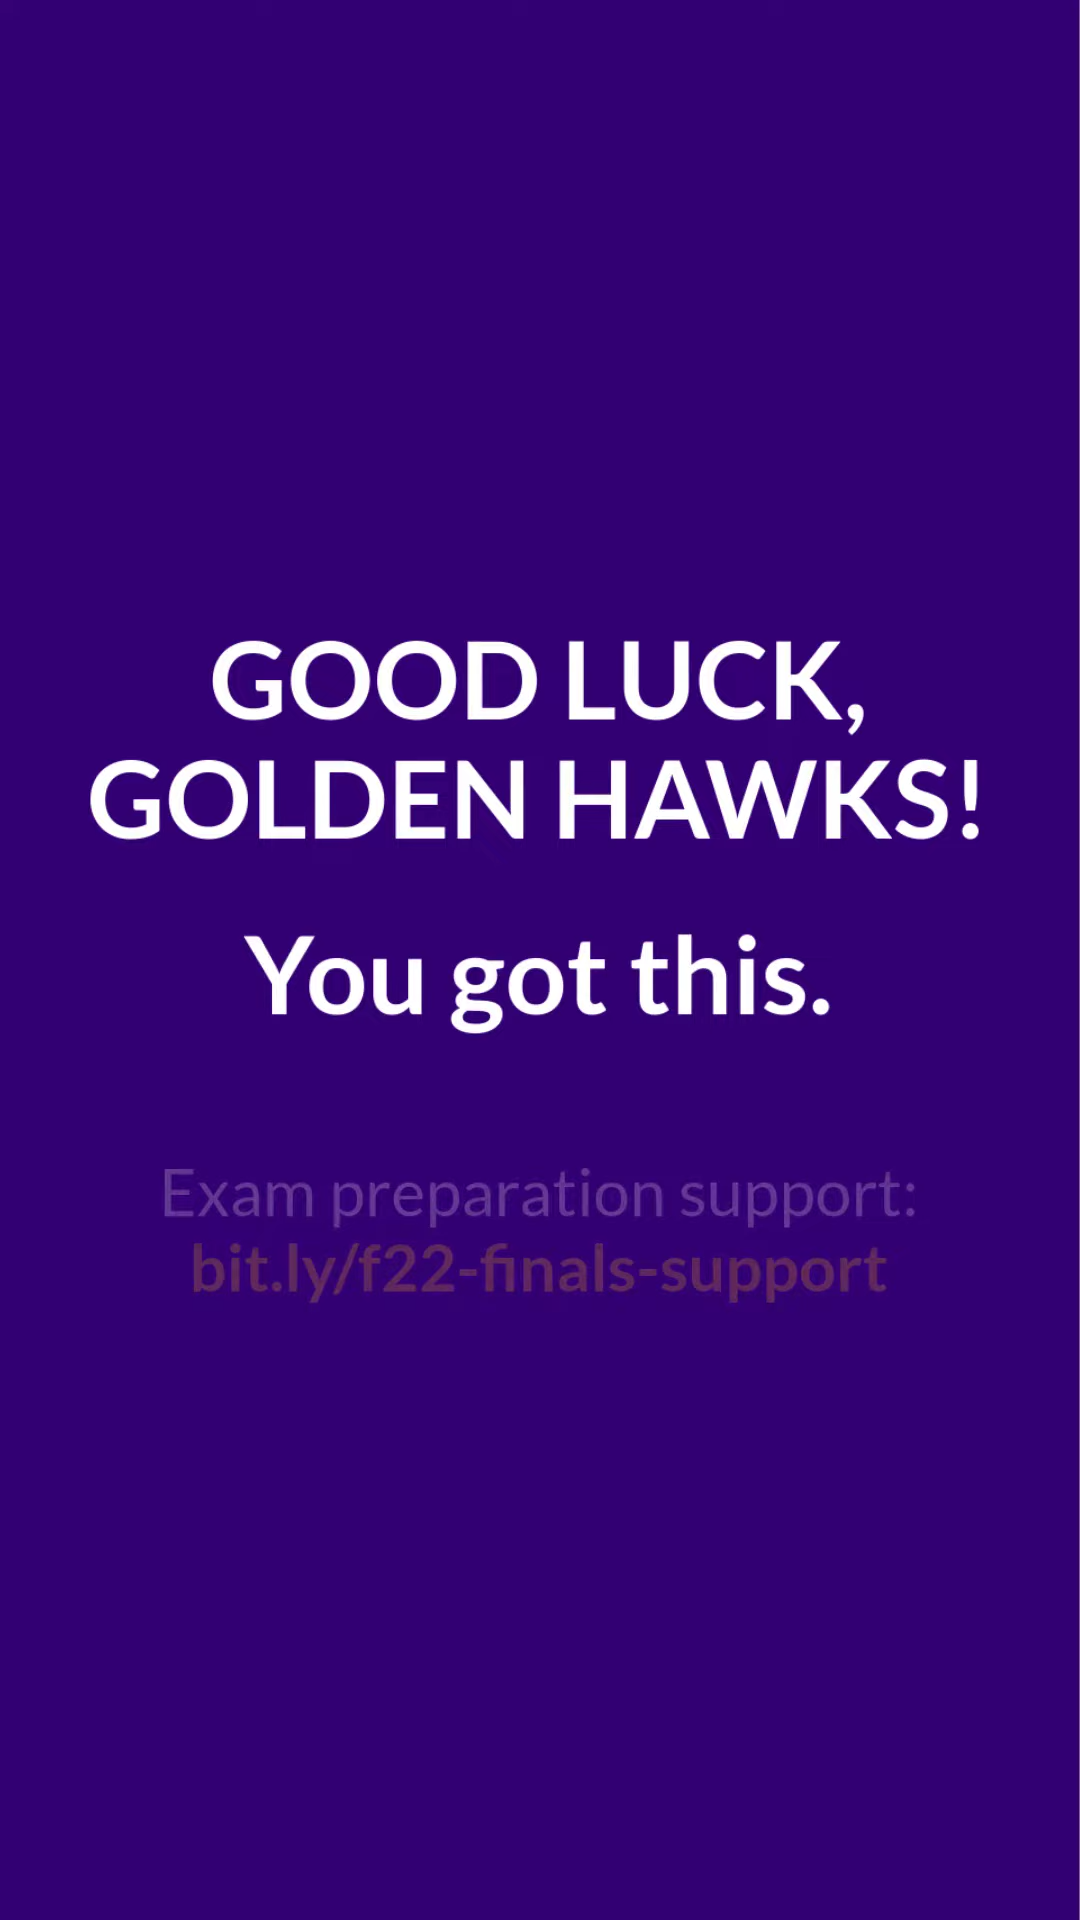 GOOD LUCK,
GOLDEN HAWKS!
You got this.
Exam preparation support:
bit.ly/f22-finals-support